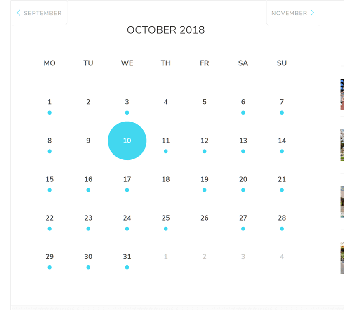 SEPTEMBER NOVEMBER
OCTOBER 2018
MO TU WE TH FR SA SU
1 2 3 4 5 6 7
8 9 10 11 12 13 14
15 16 17 18 19 20 21
22 23 24 25 26 27 28
29 30 31 1 2 3 4